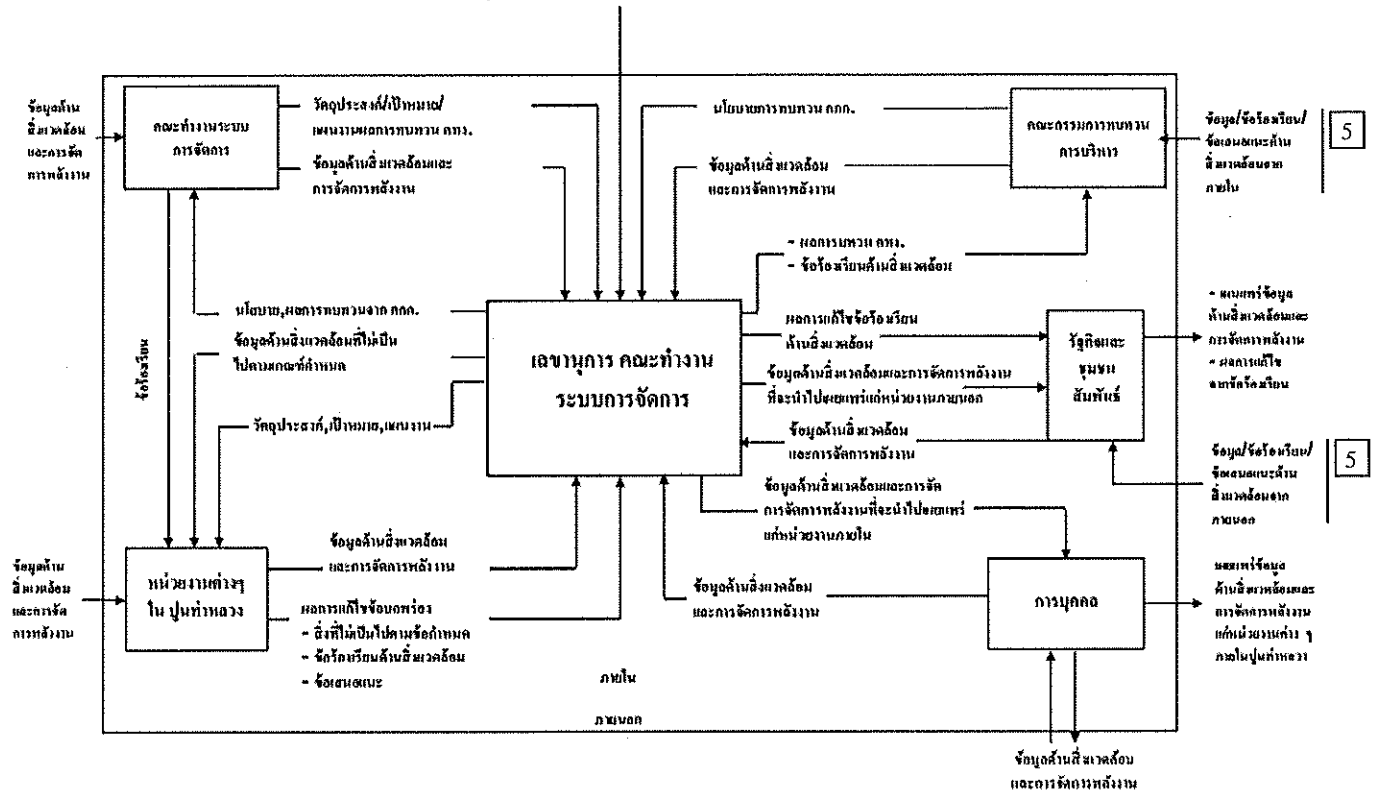 ข้อมูลด้าน
สิ่งแวดล้อม
และการจัด
การพลังงาน
คณะทำงานระบบ
การจัดการ
วัตถุประสงค์/เป้าหมาย/
แผนงานผลการทบทวน คทง.
ข้อมูลด้านสิ่งแวดล้อมและ
การจัดการพลังงาน
นโยบายการทบทวน คกก.
ข้อมูลด้านสิ่งแวดล้อม
และการจัดการพลังงาน
คณะกรรมการทบทวน
การบริหาร
ข้อมูล/ข้อร้องเรียน/
ข้อเสนอแนะด้าน
สิ่งแวดล้อมจาก
ภายใน
5
- ผลการบทวน คทง.
- ข้อร้องเรียนด้านสิ่งแวดล้อม
ข้อร้องเรียน
นโยบาย,ผลการทบทวนจาก คกก.
ข้อมูลด้านสิ่งแวดล้อมที่ไม่เป็น
ไปตามเกณฑ์กำหนด
วัตถุประสงค์,เป้าหมาย,แผนงาน
เลขานุการ คณะทำงาน
ระบบการจัดการ
ผลการแก้ไขข้อร้องเรียน
ด้านสิ่งแวดล้อม
ข้อมูลด้านสิ่งแวดล้อมและการจัดการพลังงาน
ที่จะนำไปเผยแพร่แก่หน่วยงานภายนอก
ข้อมูลด้านสิ่งแวดล้อม
และการจัดการพลังงาน
รัฐกิจและ
ชุมชน
สัมพันธ์
- เผยแพร่ข้อมูล
ด้านสิ่งแวดล้อมและ
การจัดการพลังงาน
- ผลการแก้ไข
จากข้อร้องเรียน
ข้อมูล/ข้อร้องเรียน/
ข้อเสนอแนะด้าน
สิ่งแวดล้อมจาก
ภายนอก
5
ข้อมูลด้านสิ่งแวดล้อมและการจัด
การจัดการพลังงานที่จะนำไปเผยแพร่
แก่หน่วยงานภายใน
ข้อมูลด้าน
สิ่งแวดล้อม
และการจัด
การพลังงาน
หน่วยงานต่างๆ
ใน ปูนท่าหลวง
ข้อมูลด้านสิ่งแวดล้อม
และการจัดการพลังงาน
ผลการแก้ไขข้อบกพร่อง
- สิ่งที่ไม่เป็นไปตามข้อกำหนด
- ข้อร้องเรียนด้านสิ่งแวดล้อม
- ข้อเสนอแนะ
ข้อมูลด้านสิ่งแวดล้อม
และการจัดการพลังงาน
การบุคคล
เผยแพร่ข้อมูล
ด้านสิ่งแวดล้อมและ
การจัดการพลังงาน
แก่หน่วยงานต่าง ๆ
ภายในปูนท่าหลวง
ภายใน
ภายนอก
ข้อมูลด้านสิ่งแวดล้อม
และการจัดการพลังงาน